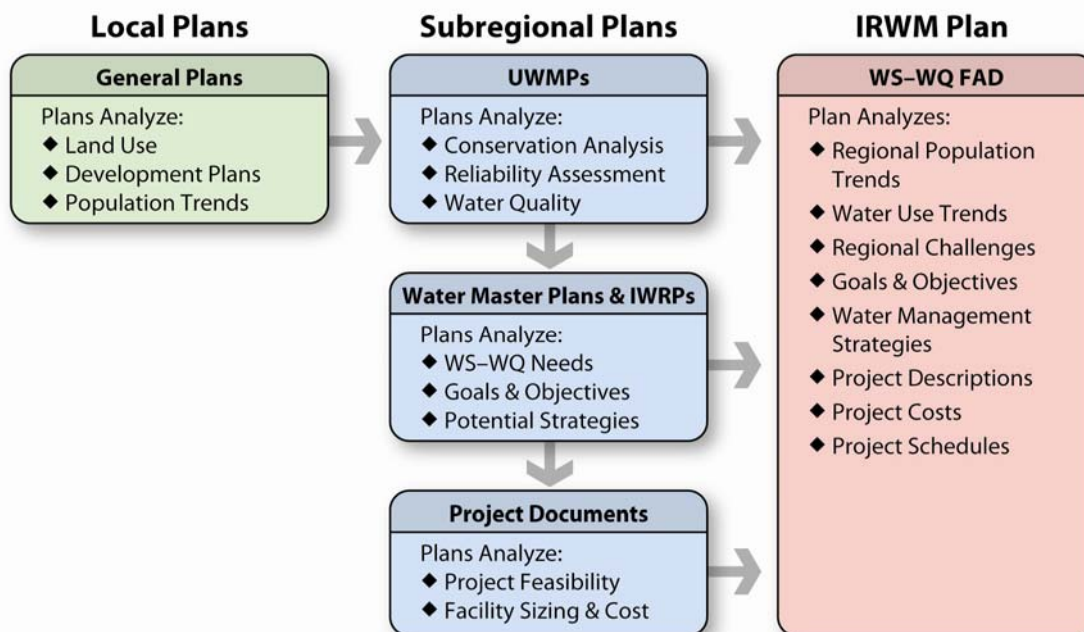 Local Plans
General Plans
Plans Analyze:
◆ Land Use
◆ Development Plans
◆ Population Trends
Subregional Plans
UWMPs
Plans Analyze:
◆ Conservation Analysis
◆ Reliability Assessment
◆ Water Quality
Water Master Plans & IWRPs
Plans Analyze:
◆ WS–WQ Needs
◆ Goals & Objectives
◆ Potential Strategies
Project Documents
Plans Analyze:
◆ Project Feasibility
◆ Facility Sizing & Cost
IRWM Plan
WS–WQ FAD
Plan Analyzes:
◆ Regional Population
Trends
◆ Water Use Trends
◆ Regional Challenges
◆ Goals & Objectives
◆ Water Management
Strategies
◆ Project Descriptions
◆ Project Costs
◆ Project Schedules